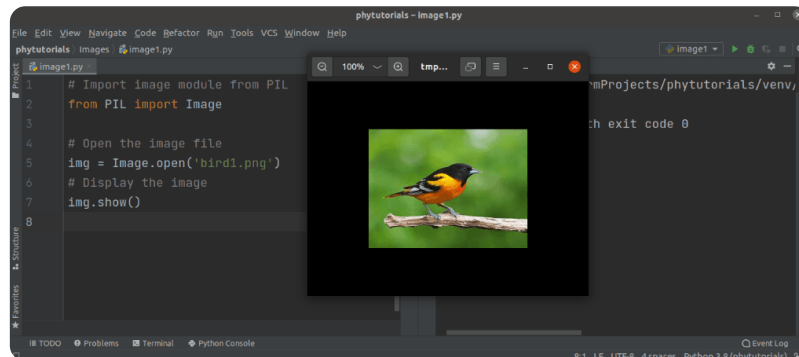 phytutorials – image1.py
File Edit View Navigate Code Refactor Run Tools VCS Window Help
phytutorials Images image1.py
image1
Project
image1.py
1 # Import image module from PIL
2 from PIL import Image
3
4 # Open the image file
5 img = Image.open('bird1.png')
6 # Display the image
7 img.show()
8
100% tmp...
rmProjects/phytutorials/venv/
th exit code 0
Structure
Favorites
TODO Problems Terminal Python Console
Event Log
8:1 LF UTF-8 4 spaces Python 3.8 (phytutorials)